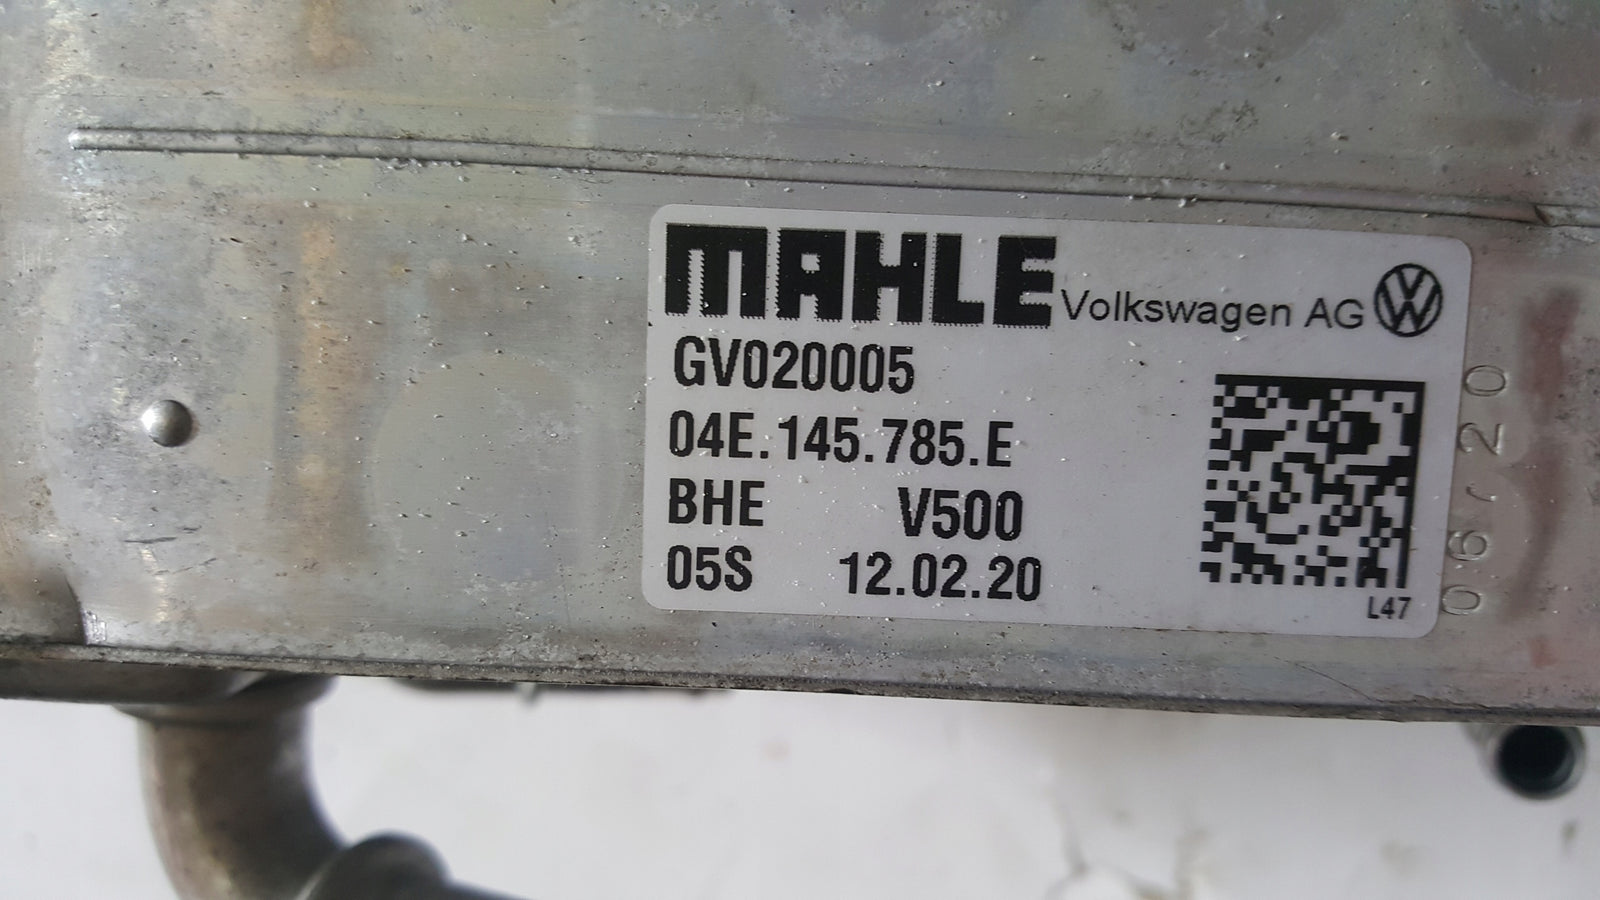 MAHLE Volkswagen AG
GV020005
04E.145.785.E
BHE V500
05S 12.02.20
L47
06/20